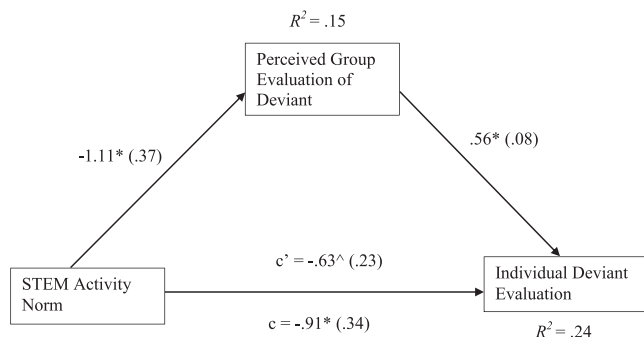 R² = .15
Perceived Group
Evaluation of
Deviant
-1.11* (.37)
.56* (.08)
c’ = -.63^ (.23)
STEM Activity
Norm
Individual Deviant
Evaluation
c = -.91* (.34)
R² = .24